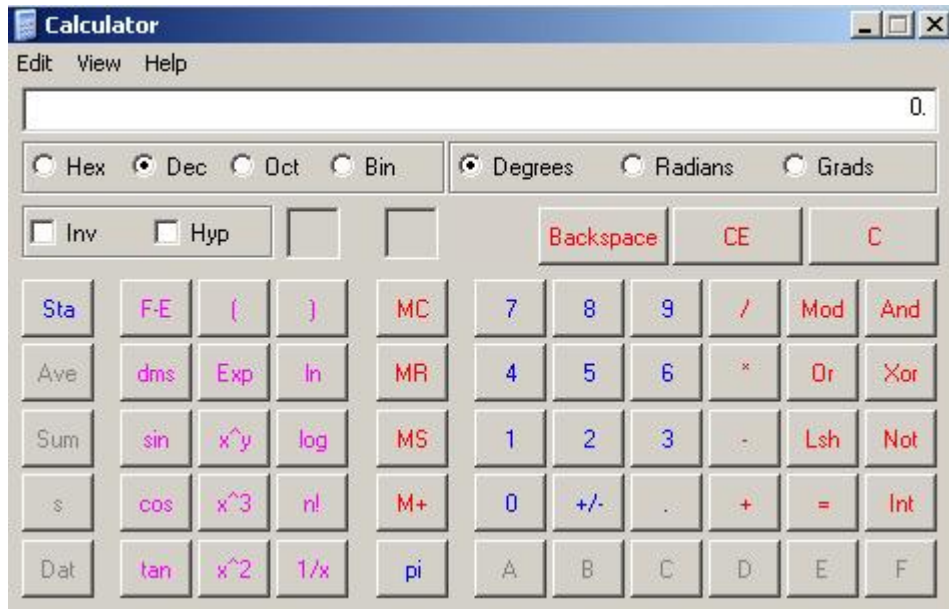 Calculator
Edit View Help
0.
Hex Dec Oct Bin Degrees Radians Grads
Inv Hyp Backspace CE C
Sta F-E ( ) MC 7 8 9 / Mod And
Ave dms Exp ln MR 4 5 6 * Or Xor
Sum sin x^y log MS 1 2 3 - Lsh Not
s cos x^3 n! M+ 0 +/- . + = Int
Dat tan x^2 1/x pi A B C D E F